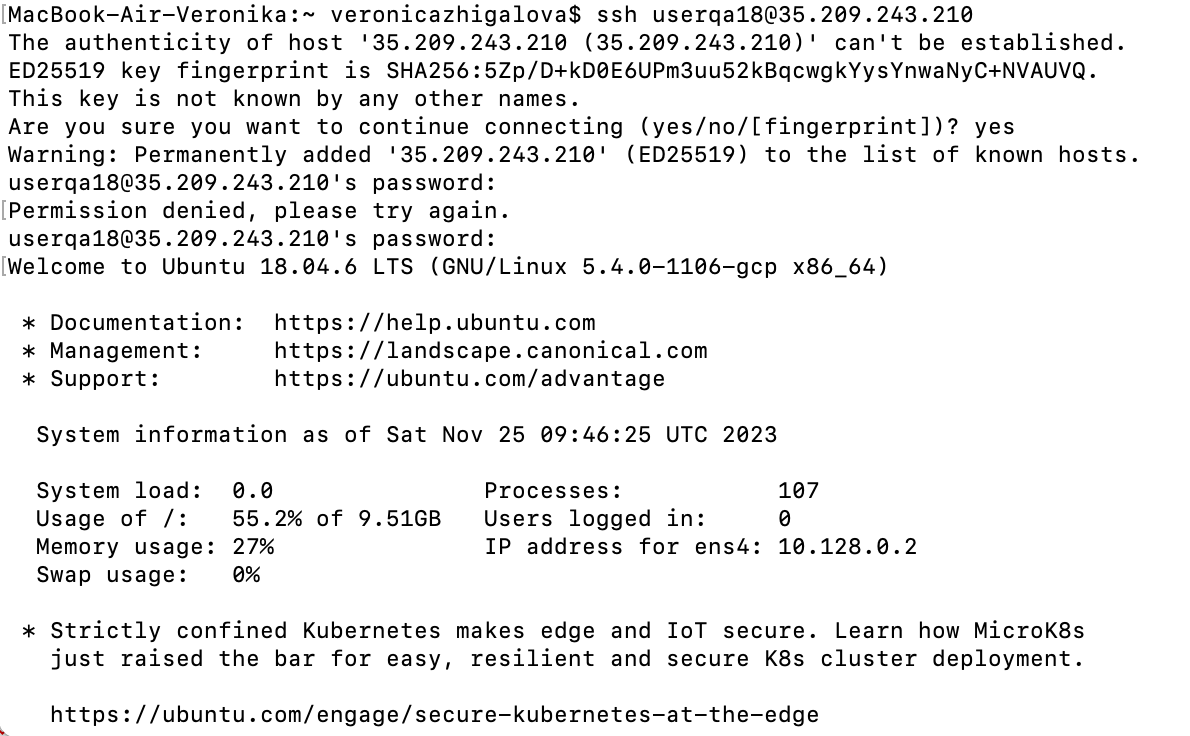 [MacBook-Air-Veronika:~ veronicazhigalova$ ssh userqa18@35.209.243.210
The authenticity of host '35.209.243.210 (35.209.243.210)' can't be established.
ED25519 key fingerprint is SHA256:5Zp/D+kD0E6UPm3uu52kBqcwgkYysYnwaNyC+NVAUVQ.
This key is not known by any other names.
Are you sure you want to continue connecting (yes/no/[fingerprint])? yes
Warning: Permanently added '35.209.243.210' (ED25519) to the list of known hosts.
userqa18@35.209.243.210's password:
[Permission denied, please try again.
userqa18@35.209.243.210's password:
[Welcome to Ubuntu 18.04.6 LTS (GNU/Linux 5.4.0-1106-gcp x86_64)
* Documentation:  https://help.ubuntu.com
* Management:     https://landscape.canonical.com
* Support:        https://ubuntu.com/advantage
System information as of Sat Nov 25 09:46:25 UTC 2023
System load:  0.0               Processes:           107
Usage of /:   55.2% of 9.51GB   Users logged in:     0
Memory usage: 27%               IP address for ens4: 10.128.0.2
Swap usage:   0%
* Strictly confined Kubernetes makes edge and IoT secure. Learn how MicroK8s
just raised the bar for easy, resilient and secure K8s cluster deployment.
https://ubuntu.com/engage/secure-kubernetes-at-the-edge